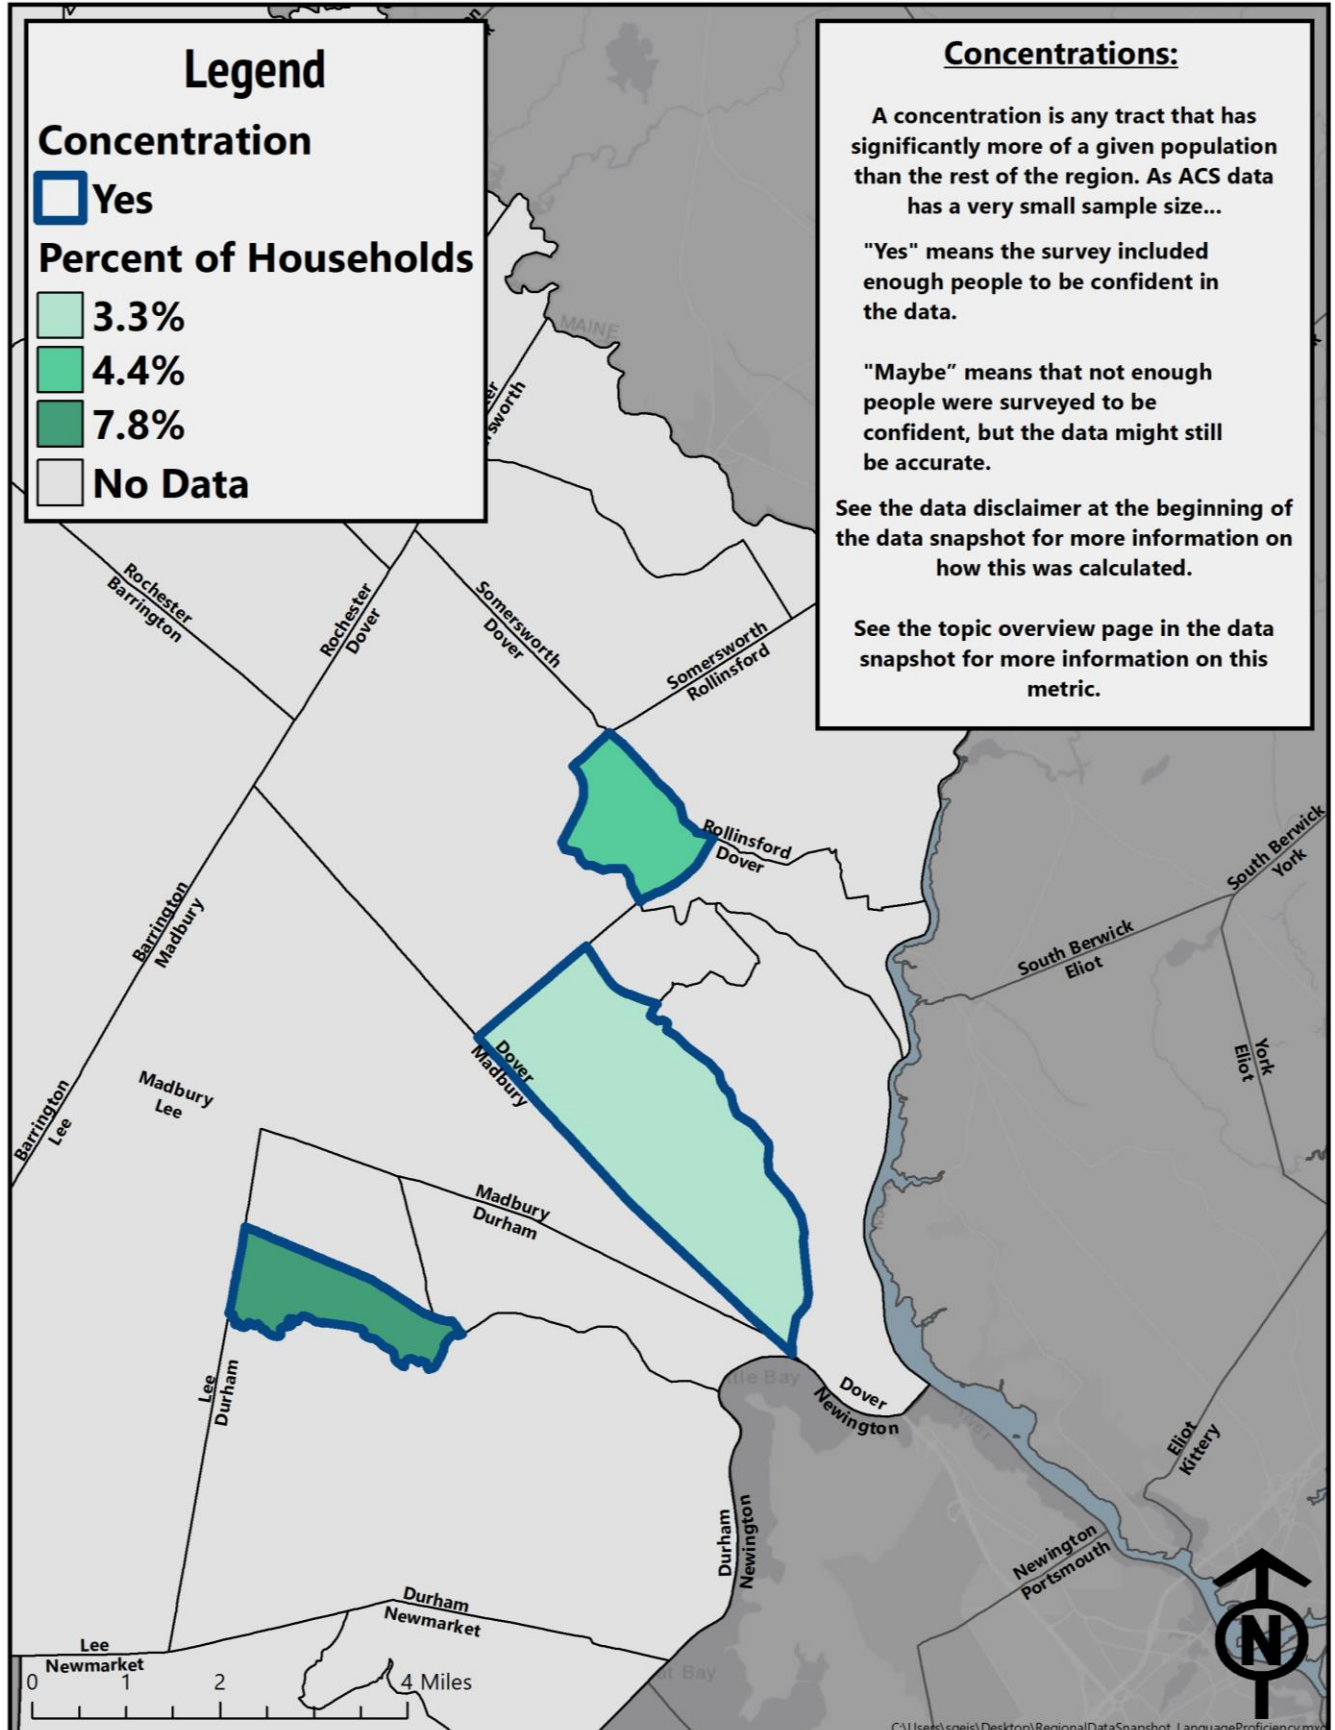 Legend
Concentration
Yes
Percent of Households
3.3%
4.4%
7.8%
No Data
Concentrations:
A concentration is any tract that has
significantly more of a given population
than the rest of the region. As ACS data
has a very small sample size...
"Yes" means the survey included
enough people to be confident in
the data.
"Maybe” means that not enough
people were surveyed to be
confident, but the data might still
be accurate.
See the data disclaimer at the beginning of
the data snapshot for more information on
how this was calculated.
See the topic overview page in the data
snapshot for more information on this
metric.
MAINE
Rochester
Barrington
Rochester
Dover
Somersworth
Dover
Somersworth
Rollinsford
Rollinsford
Dover
South Berwick
York
South Berwick
Eliot
York
Eliot
Barrington
Madbury
Dover
Madbury
Madbury
Lee
Barrington
Lee
Madbury
Durham
Lee
Durham
Dover
Newington
Eliot
Kittery
Durham
Newington
Newington
Portsmouth
Durham
Newmarket
Lee
Newmarket
0 1 2 4 Miles
N
C:\Users\sgeis\Desktop\RegionalDataSnapshot_LanguageProficiency.mxd